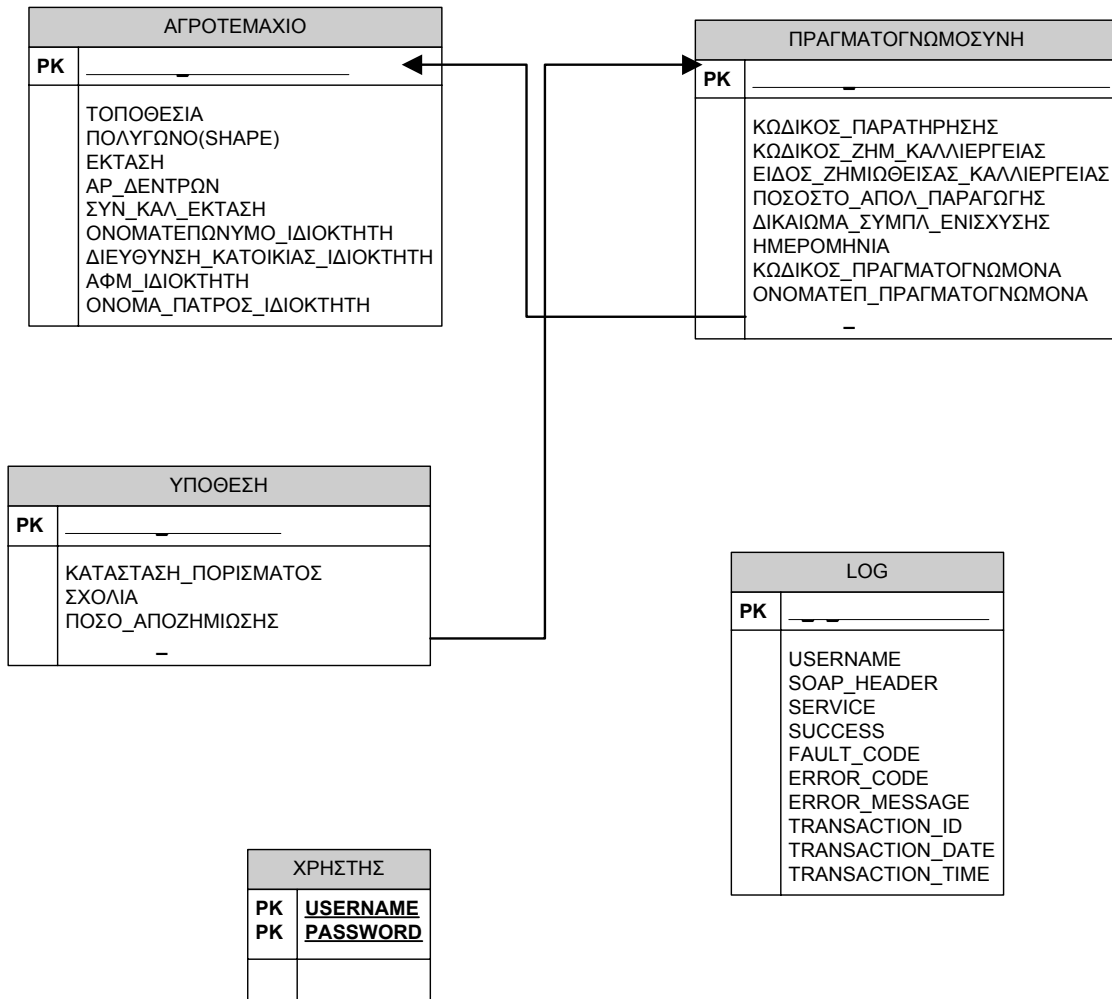 ΑΓΡΟΤΕΜΑΧΙΟ
PK
ΤΟΠΟΘΕΣΙΑ
ΠΟΛΥΓΩΝΟ(SHAPE)
ΕΚΤΑΣΗ
ΑΡ_ΔΕΝΤΡΩΝ
ΣΥΝ_ΚΑΛ_ΕΚΤΑΣΗ
ΟΝΟΜΑΤΕΠΩΝΥΜΟ_ΙΔΙΟΚΤΗΤΗ
ΔΙΕΥΘΥΝΣΗ_ΚΑΤΟΙΚΙΑΣ_ΙΔΙΟΚΤΗΤΗ
ΑΦΜ_ΙΔΙΟΚΤΗΤΗ
ΟΝΟΜΑ_ΠΑΤΡΟΣ_ΙΔΙΟΚΤΗΤΗ
ΠΡΑΓΜΑΤΟΓΝΩΜΟΣΥΝΗ
PK
ΚΩΔΙΚΟΣ_ΠΑΡΑΤΗΡΗΣΗΣ
ΚΩΔΙΚΟΣ_ΖΗΜ_ΚΑΛΛΙΕΡΓΕΙΑΣ
ΕΙΔΟΣ_ΖΗΜΙΩΘΕΙΣΑΣ_ΚΑΛΛΙΕΡΓΕΙΑΣ
ΠΟΣΟΣΤΟ_ΑΠΟΛ_ΠΑΡΑΓΩΓΗΣ
ΔΙΚΑΙΩΜΑ_ΣΥΜΠΛ_ΕΝΙΣΧΥΣΗΣ
ΗΜΕΡΟΜΗΝΙΑ
ΚΩΔΙΚΟΣ_ΠΡΑΓΜΑΤΟΓΝΩΜΟΝΑ
ΟΝΟΜΑΤΕΠ_ΠΡΑΓΜΑΤΟΓΝΩΜΟΝΑ
ΥΠΟΘΕΣΗ
PK
ΚΑΤΑΣΤΑΣΗ_ΠΟΡΙΣΜΑΤΟΣ
ΣΧΟΛΙΑ
ΠΟΣΟ_ΑΠΟΖΗΜΙΩΣΗΣ
LOG
PK
USERNAME
SOAP_HEADER
SERVICE
SUCCESS
FAULT_CODE
ERROR_CODE
ERROR_MESSAGE
TRANSACTION_ID
TRANSACTION_DATE
TRANSACTION_TIME
ΧΡΗΣΤΗΣ
PK USERNAME
PK PASSWORD